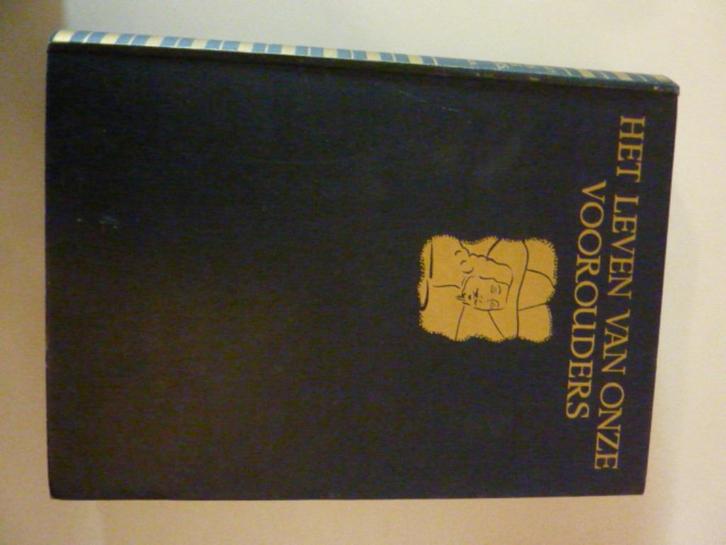 HET LEVEN VAN ONZE
VOOROUDERS